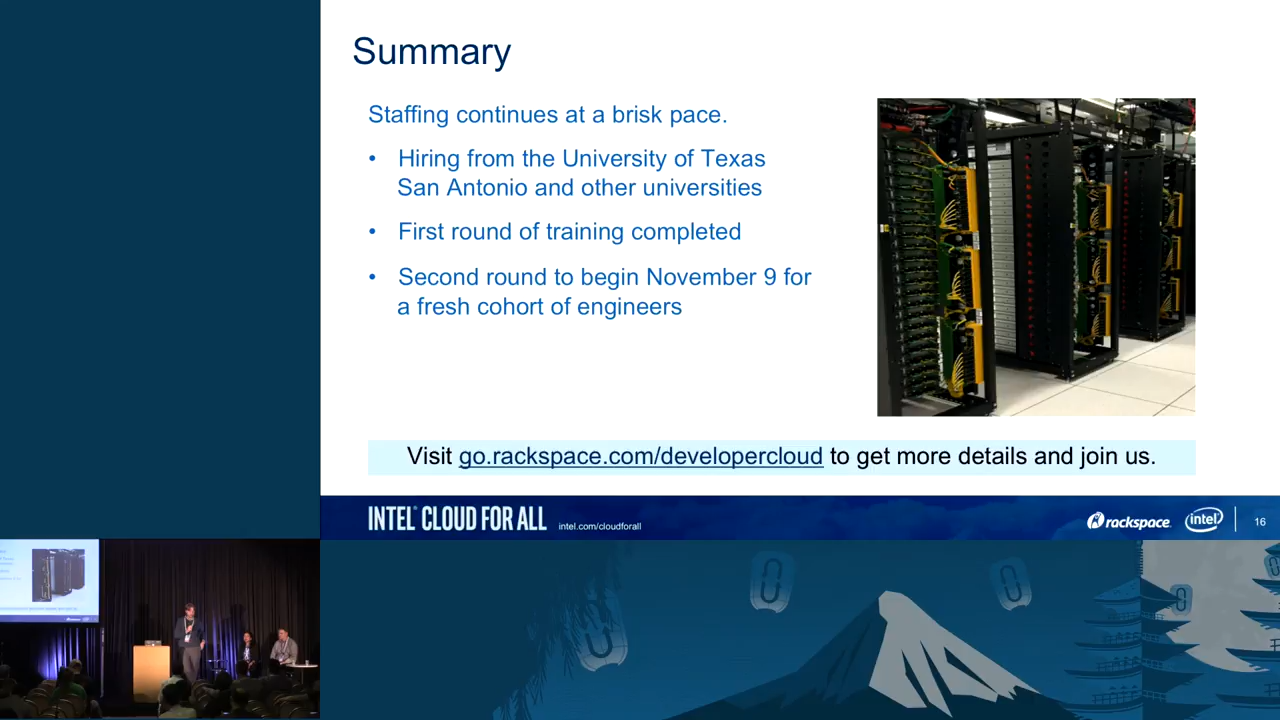 Summary
Staffing continues at a brisk pace.
• Hiring from the University of Texas
San Antonio and other universities
• First round of training completed
• Second round to begin November 9 for
a fresh cohort of engineers
Visit go.rackspace.com/developercloud to get more details and join us.
INTEL® CLOUD FOR ALL intel.com/cloudforall
rackspace. intel 16